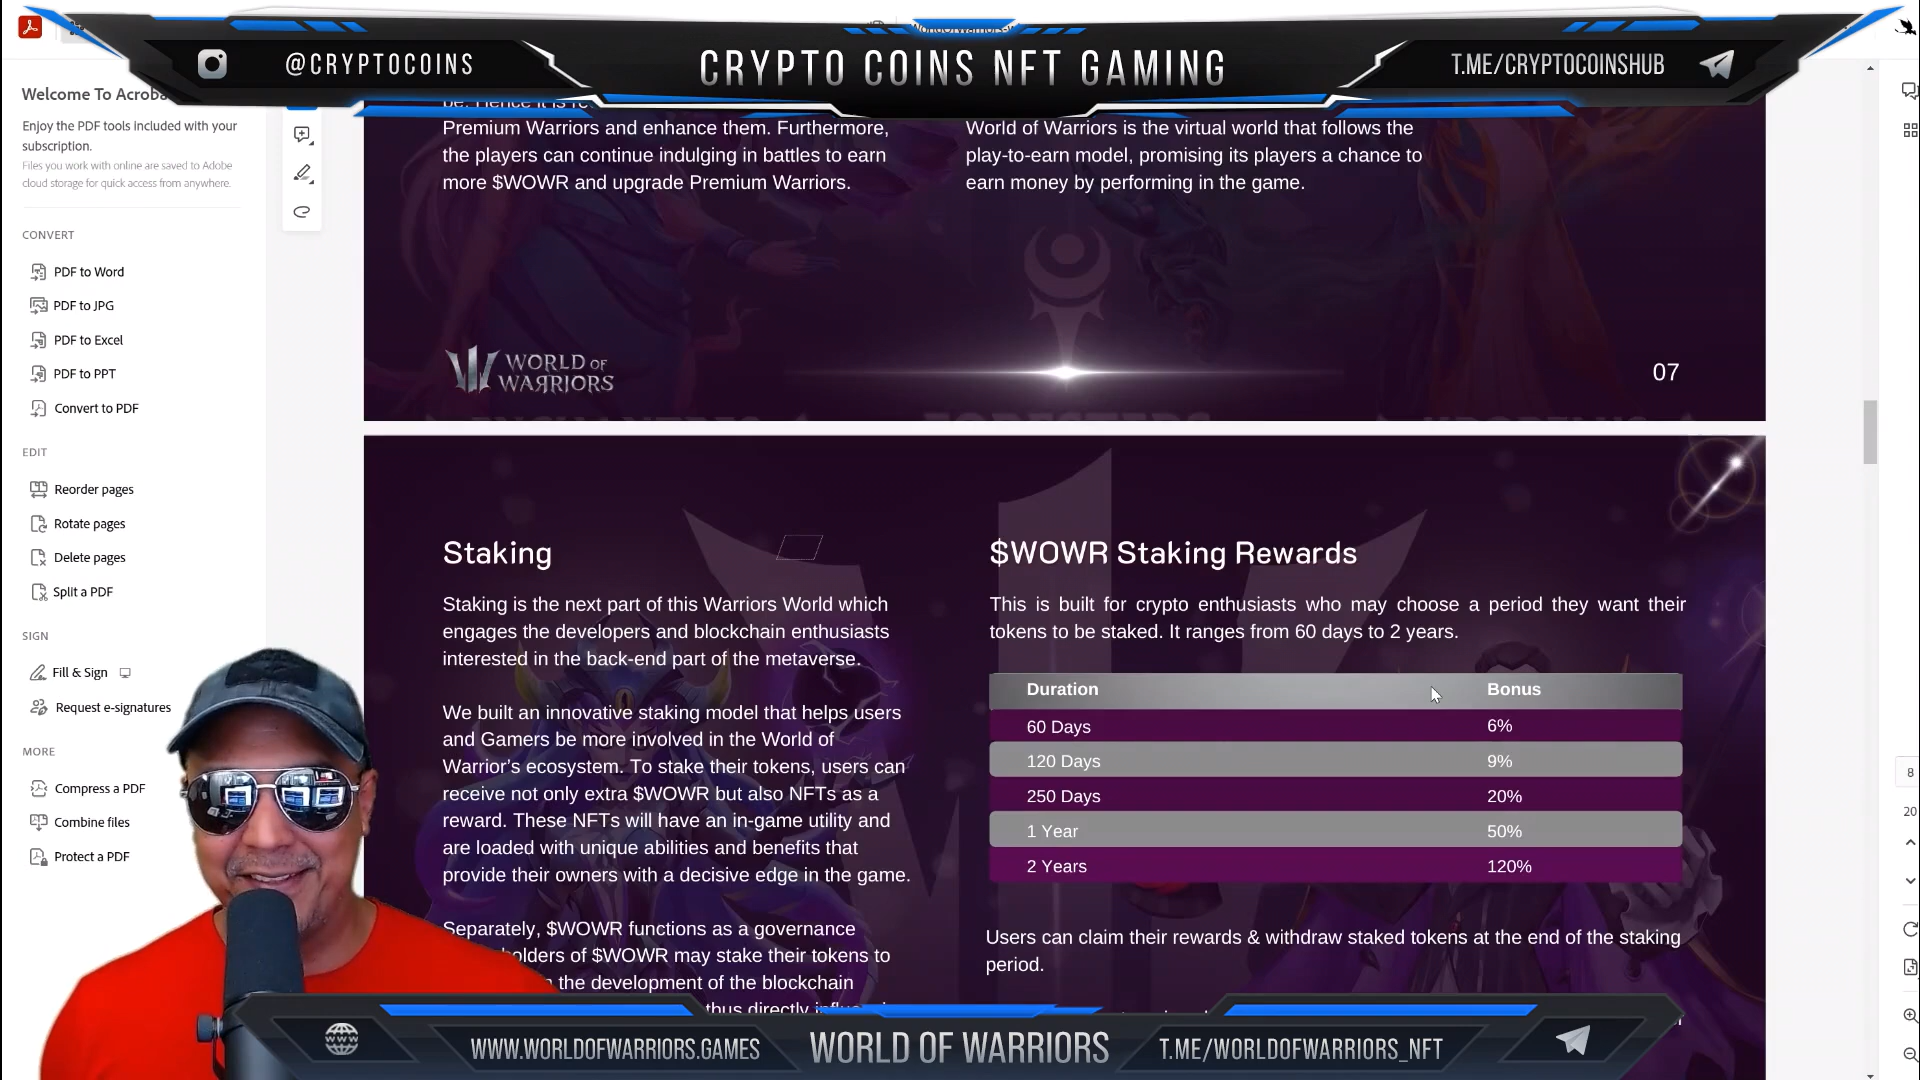 @CRYPTOCOINS
CRYPTO COINS NFT GAMING
T.ME/CRYPTOCOINSHUB
Welcome To Acroba
Enjoy the PDF tools included with your
subscription.
Files you work with online are saved to Adobe
cloud storage for quick access from anywhere.
CONVERT
PDF to Word
PDF to JPG
PDF to Excel
PDF to PPT
Convert to PDF
EDIT
Reorder pages
Rotate pages
Delete pages
Split a PDF
SIGN
Fill & Sign
Request e-signatures
MORE
Compress a PDF
Combine files
Protect a PDF
be. Hence it is
Premium Warriors and enhance them. Furthermore,
the players can continue indulging in battles to earn
more $WOWR and upgrade Premium Warriors.
World of Warriors is the virtual world that follows the
play-to-earn model, promising its players a chance to
earn money by performing in the game.
WORLD OF
WARRIORS
07
Staking
Staking is the next part of this Warriors World which
engages the developers and blockchain enthusiasts
interested in the back-end part of the metaverse.
We built an innovative staking model that helps users
and Gamers be more involved in the World of
Warrior's ecosystem. To stake their tokens, users can
receive not only extra $WOWR but also NFTs as a
reward. These NFTs will have an in-game utility and
are loaded with unique abilities and benefits that
provide their owners with a decisive edge in the game.
Separately, $WOWR functions as a governance
olders of $WOWR may stake their tokens to
the development of the blockchain
thus directly
$WOWR Staking Rewards
This is built for crypto enthusiasts who may choose a period they want their
tokens to be staked. It ranges from 60 days to 2 years.
Duration Bonus
60 Days 6%
120 Days 9%
250 Days 20%
1 Year 50%
2 Years 120%
Users can claim their rewards & withdraw staked tokens at the end of the staking
period.
8
20
WWW.WORLDOFWARRIORS.GAMES
WORLD OF WARRIORS
T.ME/WORLDOFWARRIORS_NFT